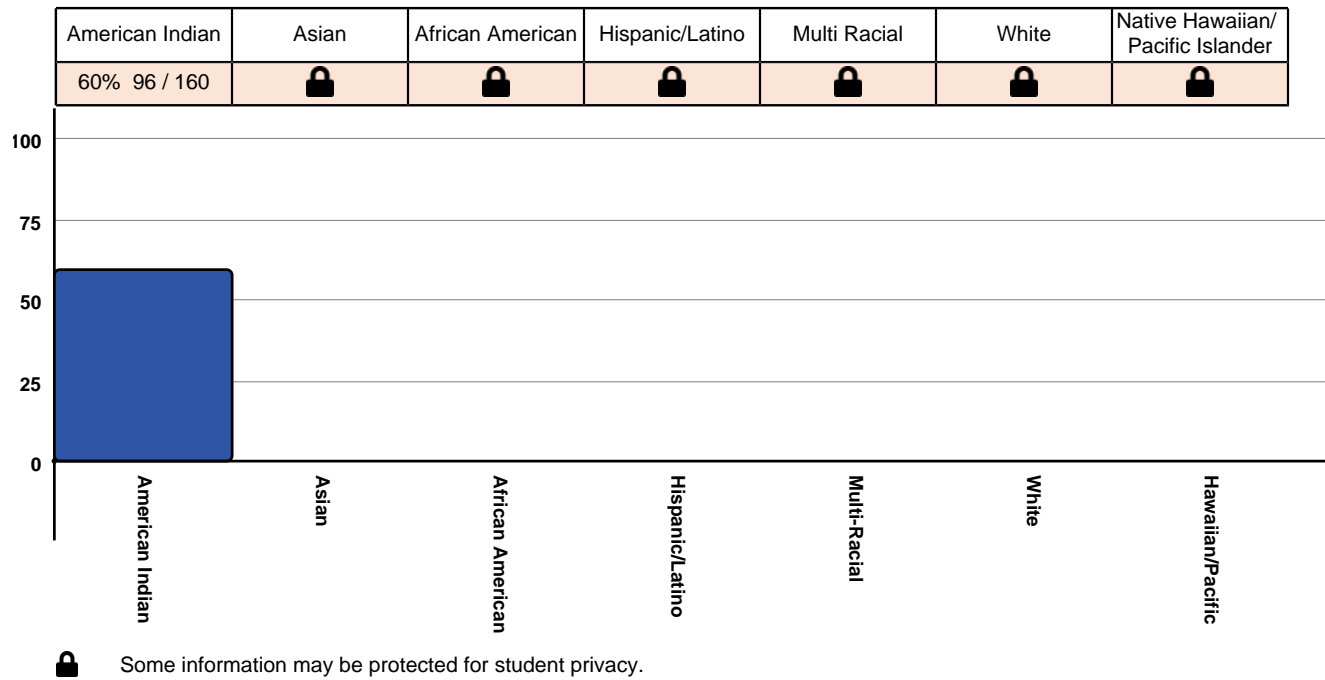 American Indian Asian African American Hispanic/Latino Multi Racial White Native Hawaiian/
Pacific Islander
60% 96 / 160
100
75
50
25
0
American Indian
Asian
African American
Hispanic/Latino
Multi-Racial
White
Hawaiian/Pacific
Some information may be protected for student privacy.